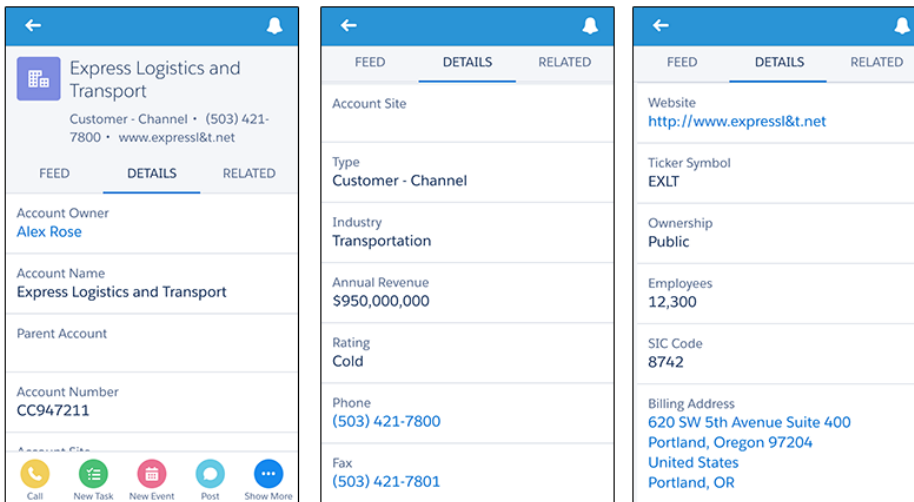 Express Logistics and
Transport
Customer - Channel • (503) 421-
7800 • www.expressl&t.net
FEED DETAILS RELATED
Account Owner
Alex Rose
Account Name
Express Logistics and Transport
Parent Account
Account Number
CC947211
Account Site
Call New Task New Event Post Show More
FEED DETAILS RELATED
Account Site
Type
Customer - Channel
Industry
Transportation
Annual Revenue
$950,000,000
Rating
Cold
Phone
(503) 421-7800
Fax
(503) 421-7801
FEED DETAILS RELATED
Website
http://www.expressl&t.net
Ticker Symbol
EXLT
Ownership
Public
Employees
12,300
SIC Code
8742
Billing Address
620 SW 5th Avenue Suite 400
Portland, Oregon 97204
United States
Portland, OR